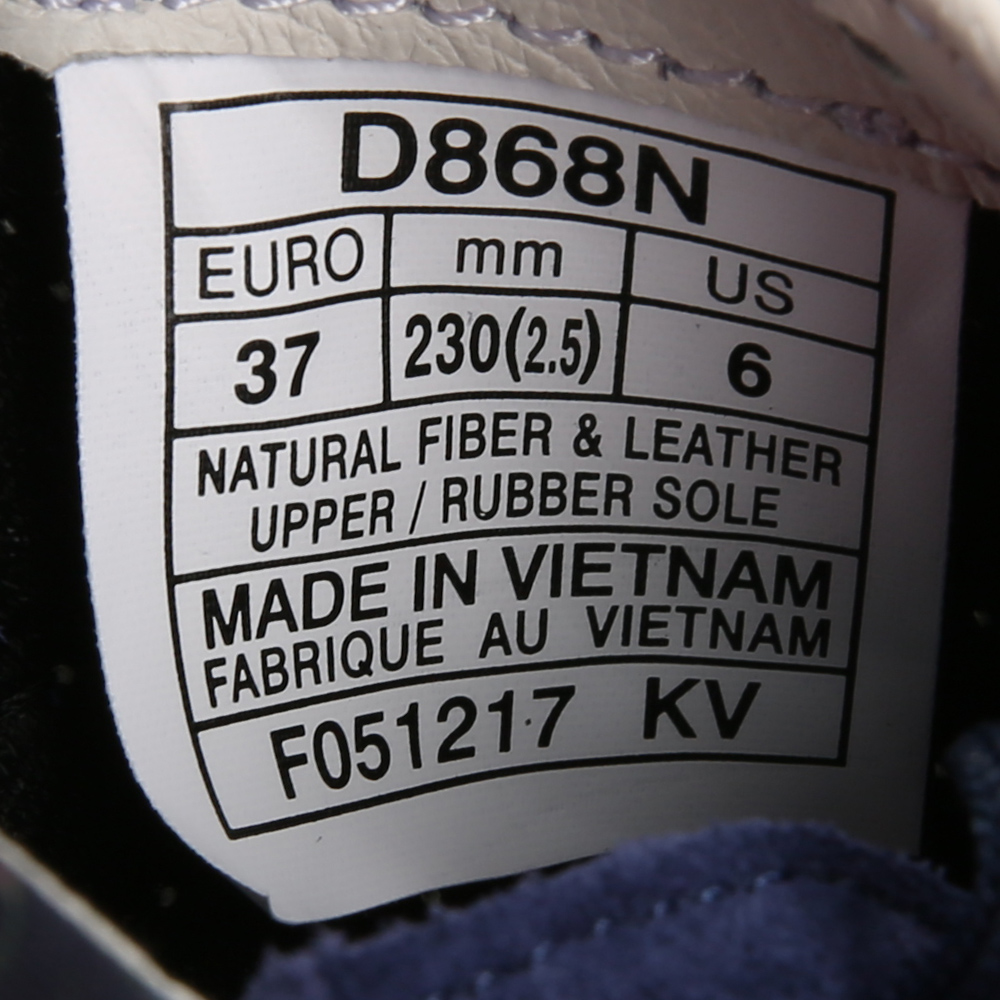 D868N
EURO mm US
37 230(2.5) 6
NATURAL FIBER & LEATHER
UPPER / RUBBER SOLE
MADE IN VIETNAM
FABRIQUE AU VIETNAM
F051217 KV